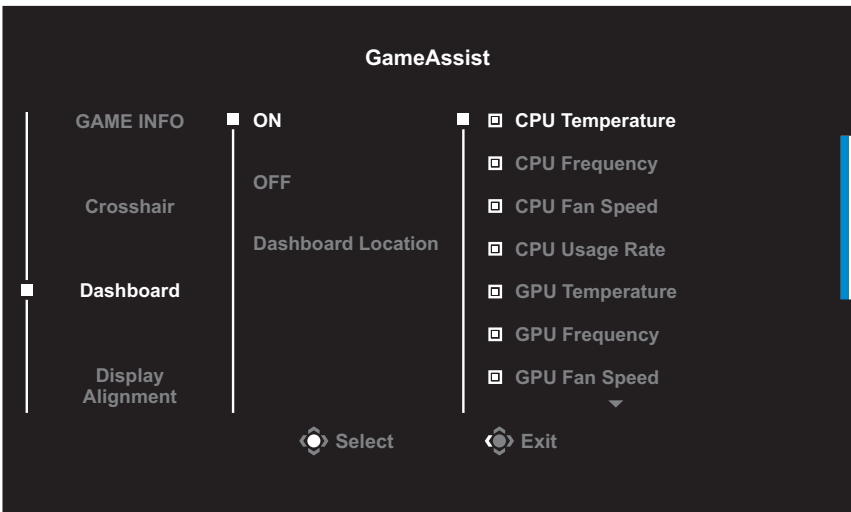 GameAssist
GAME INFO
Crosshair
Dashboard
Display
Alignment
ON
OFF
Dashboard Location
CPU Temperature
CPU Frequency
CPU Fan Speed
CPU Usage Rate
GPU Temperature
GPU Frequency
GPU Fan Speed
Select
Exit